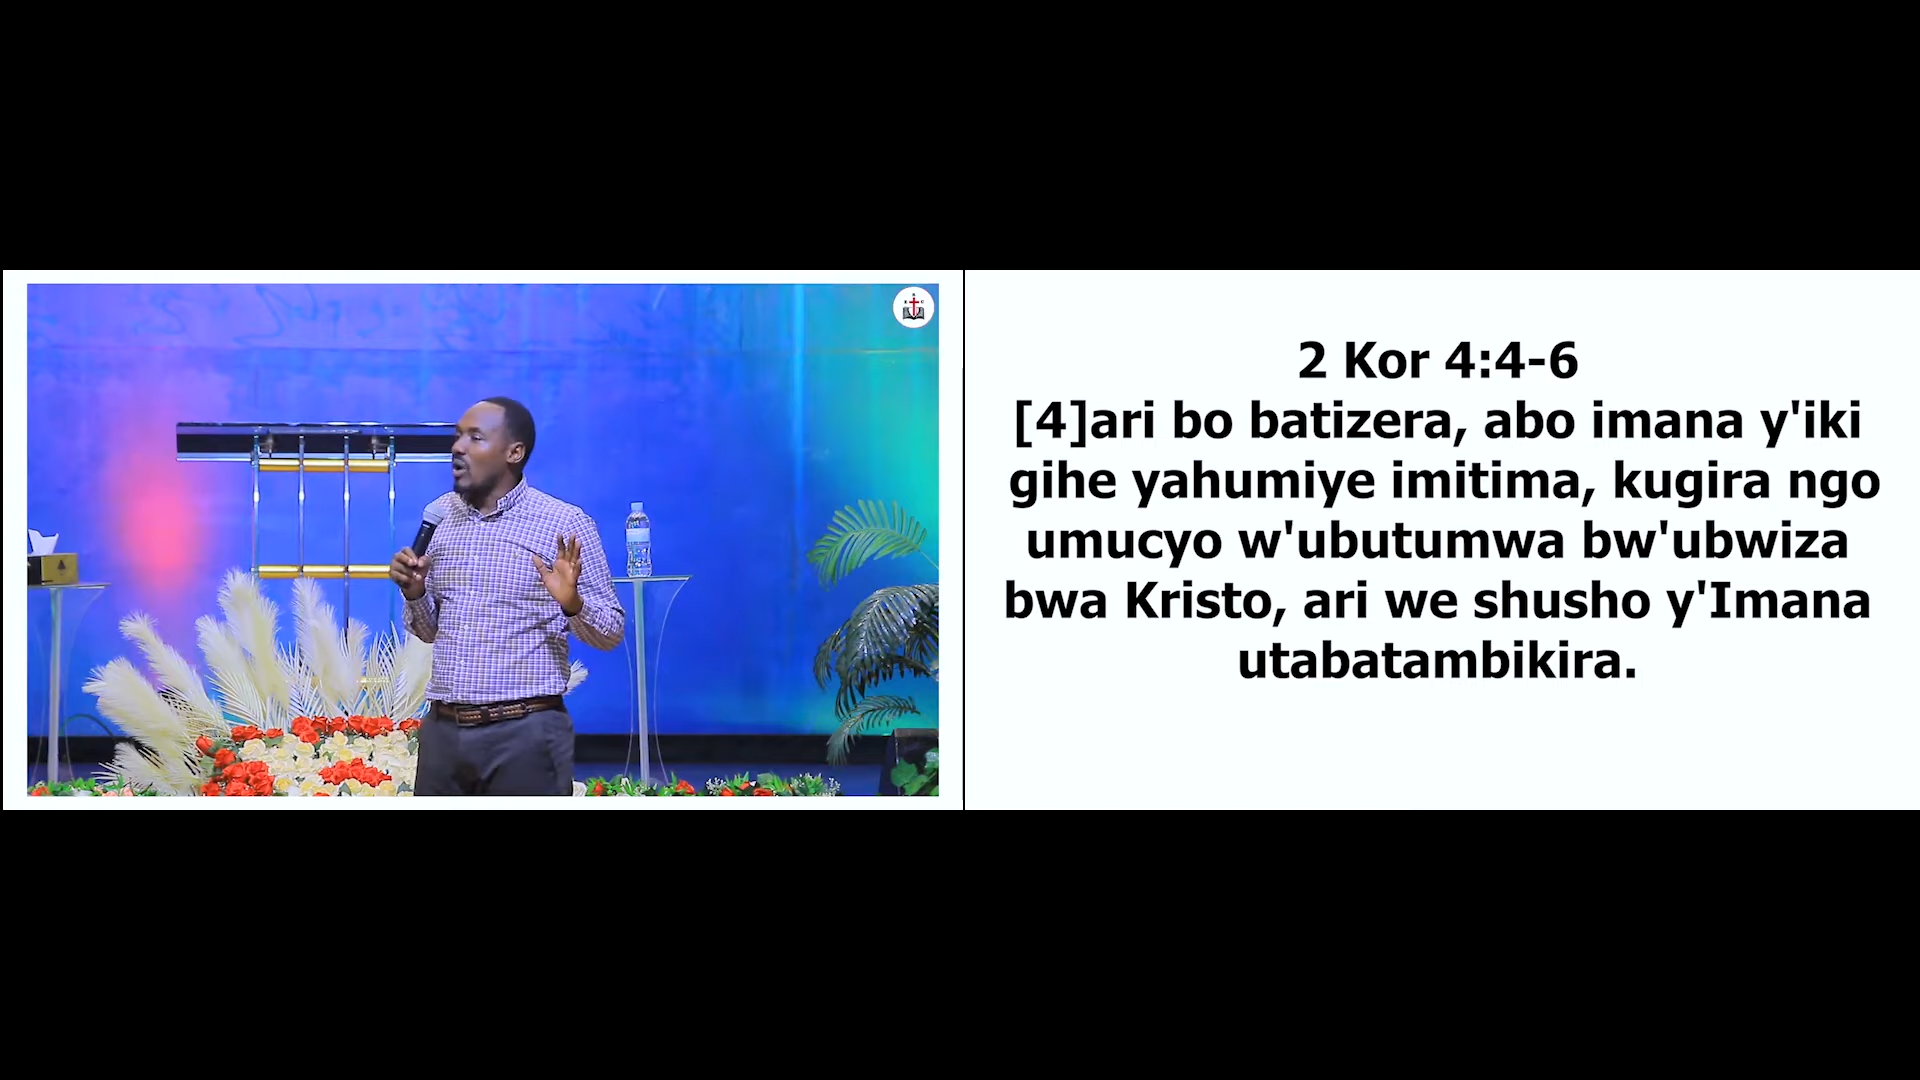 2 Kor 4:4-6
[4]ari bo batizera, abo imana y'iki
gihe yahumiye imitima, kugira ngo
umucyo w'ubutumwa bw'ubwiza
bwa Kristo, ari we shusho y'Imana
utabatambikira.